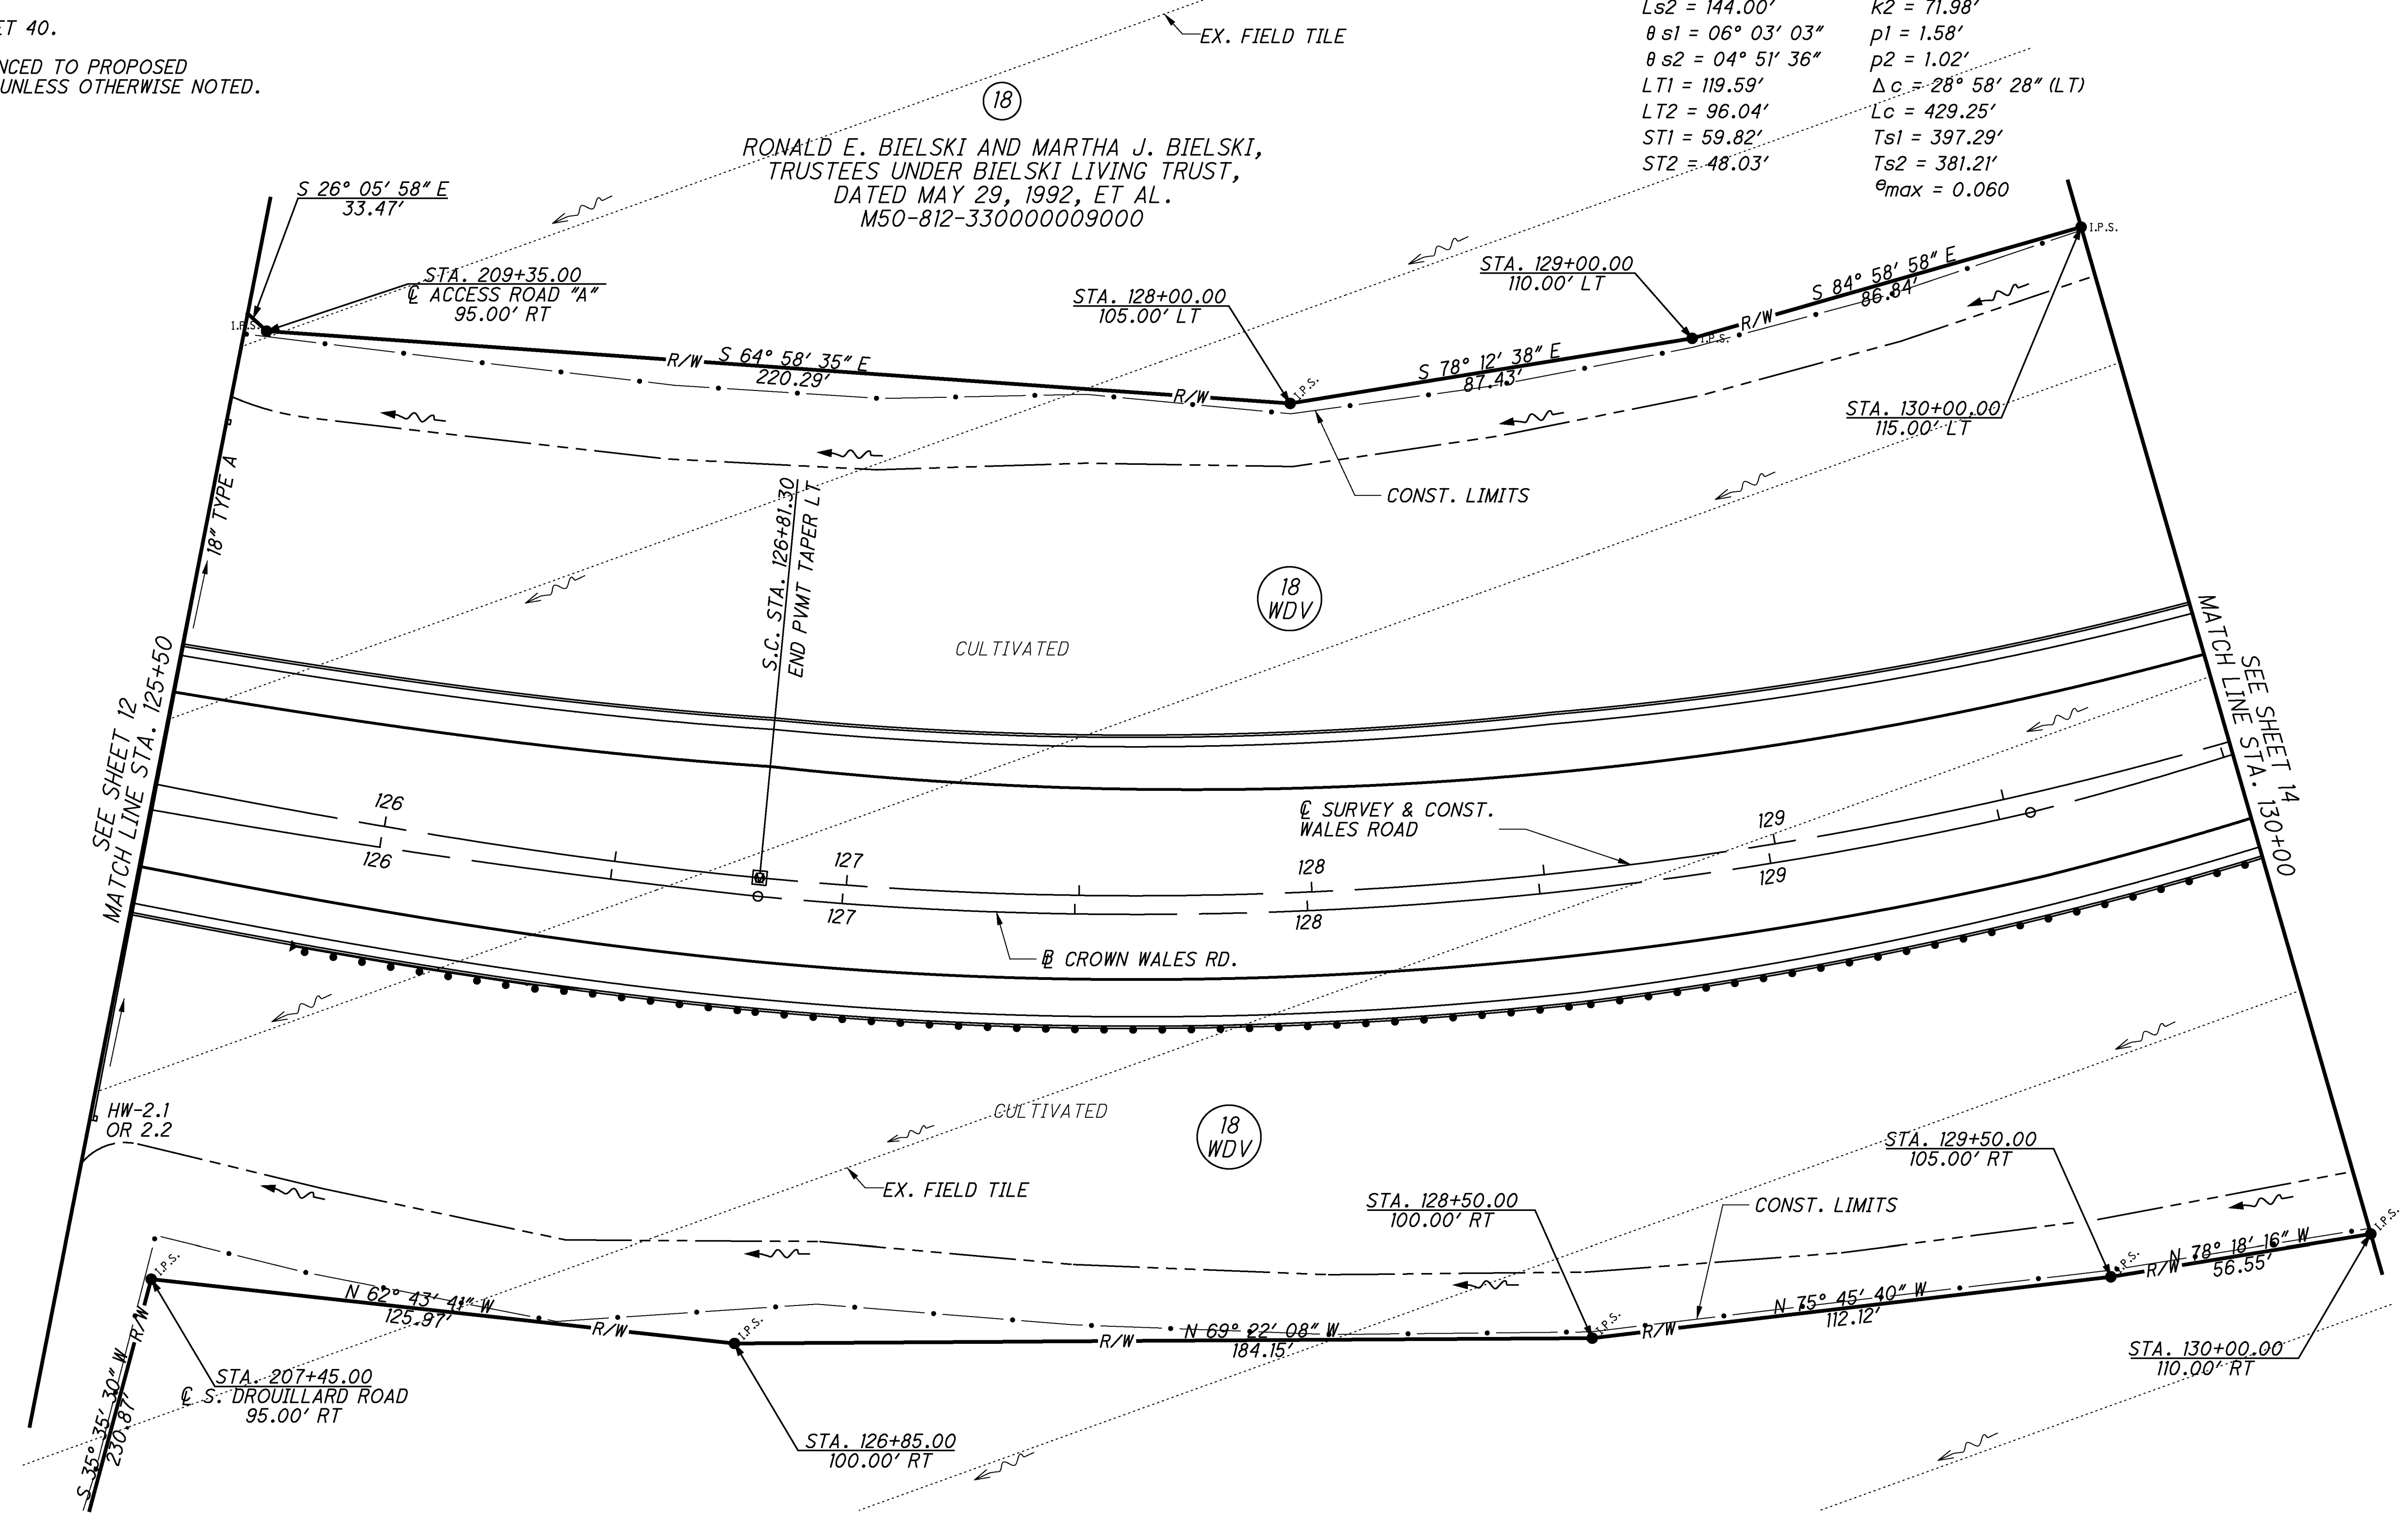 ET 40.
NCED TO PROPOSED
UNLESS OTHERWISE NOTED.
EX. FIELD TILE
Ls2 = 144.00' k2 = 71.98'
θ s1 = 06° 03' 03" p1 = 1.58'
θ s2 = 04° 51' 36" p2 = 1.02'
LT1 = 119.59' Δ c = 28° 58' 28" (LT)
LT2 = 96.04' Lc = 429.25'
ST1 = 59.82' Ts1 = 397.29'
ST2 = 48.03' Ts2 = 381.21'
emax = 0.060
18
RONALD E. BIELSKI AND MARTHA J. BIELSKI,
TRUSTEES UNDER BIELSKI LIVING TRUST,
DATED MAY 29, 1992, ET AL.
M50-812-330000009000
S 26° 05' 58" E
33.47'
STA. 209+35.00
℄ ACCESS ROAD "A"
95.00' RT
I.P.S.
STA. 128+00.00
105.00' LT
STA. 129+00.00
110.00' LT
I.P.S.
S 84° 58' 58" E
86.84'
R/W
I.P.S.
R/W
S 64° 58' 35" E
220.29'
R/W
I.P.S.
S 78° 12' 38" E
87.43'
STA. 130+00.00
115.00' LT
CONST. LIMITS
18" TYPE A
S.C. STA. 126+81.30
END PVMT TAPER LT
18
WDV
CULTIVATED
SEE SHEET 12
MATCH LINE STA. 125+50
SEE SHEET 14
MATCH LINE STA. 130+00
126
126
127
127
128
128
129
129
℄ SURVEY & CONST.
WALES ROAD
BL CROWN WALES RD.
HW-2.1
OR 2.2
CULTIVATED
18
WDV
EX. FIELD TILE
STA. 129+50.00
105.00' RT
STA. 128+50.00
100.00' RT
CONST. LIMITS
I.P.S.
N 62° 43' 41" W
125.97'
R/W
I.P.S.
R/W
N 69° 22' 08" W
184.15'
I.P.S.
R/W
N 75° 45' 40" W
112.12'
I.P.S.
R/W
N 78° 18' 16" W
56.55'
I.P.S.
R/W
S 35° 35' 30" W
230.87'
STA. 207+45.00
℄ S. DROUILLARD ROAD
95.00' RT
STA. 126+85.00
100.00' RT
STA. 130+00.00
110.00' RT